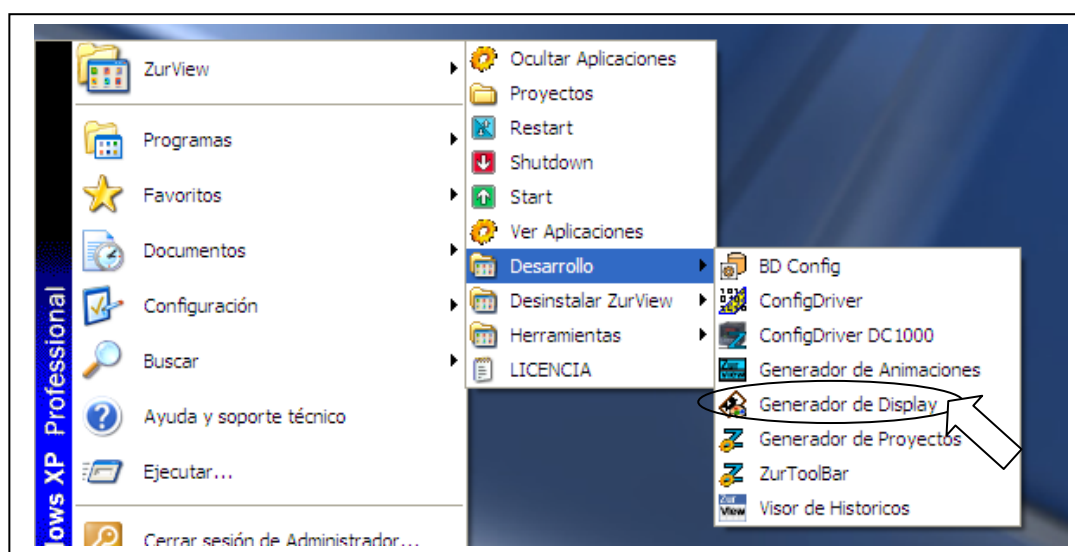 ZurView
Programas
Favoritos
Documentos
Configuración
Buscar
Ayuda y soporte técnico
Ejecutar...
Cerrar sesión de Administrador...
dows XP Professional
Ocultar Aplicaciones
Proyectos
Restart
Shutdown
Start
Ver Aplicaciones
Desarrollo
Desinstalar ZurView
Herramientas
LICENCIA
BD Config
ConfigDriver
ConfigDriver DC1000
Generador de Animaciones
Generador de Display
Generador de Proyectos
ZurToolBar
Visor de Historicos